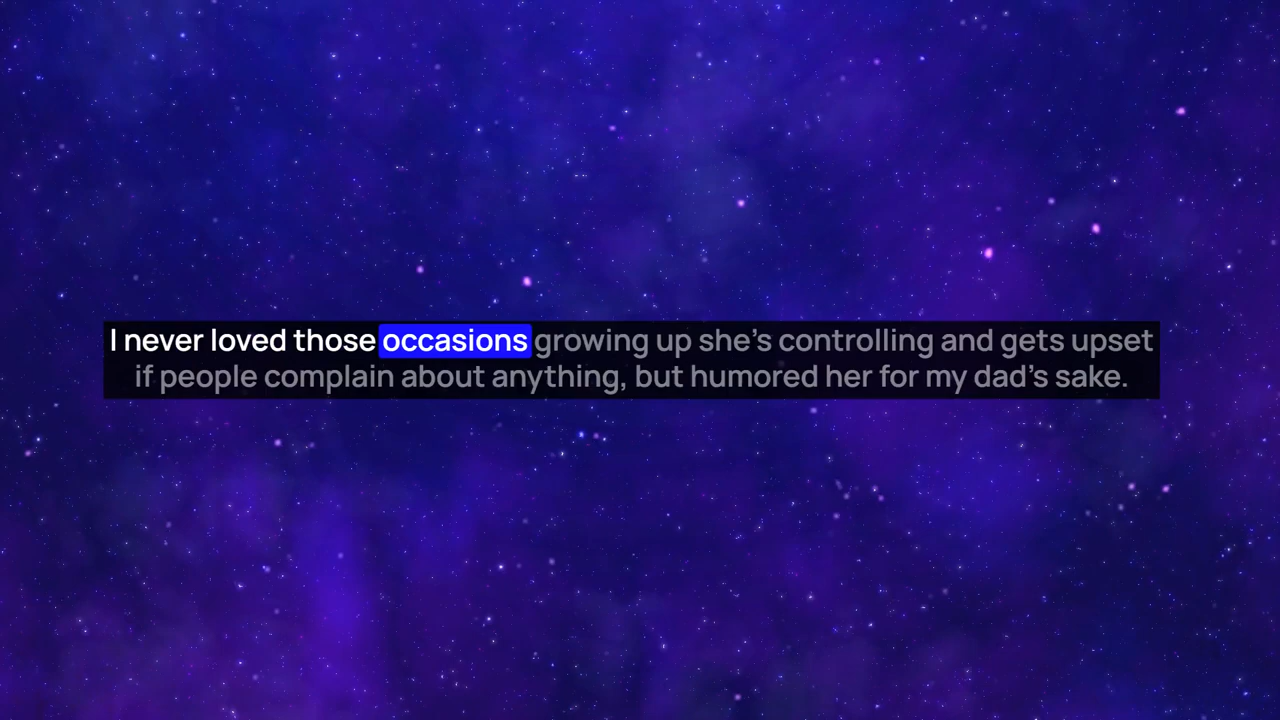 I never loved those occasions growing up she's controlling and gets upset
if people complain about anything, but humored her for my dad's sake.